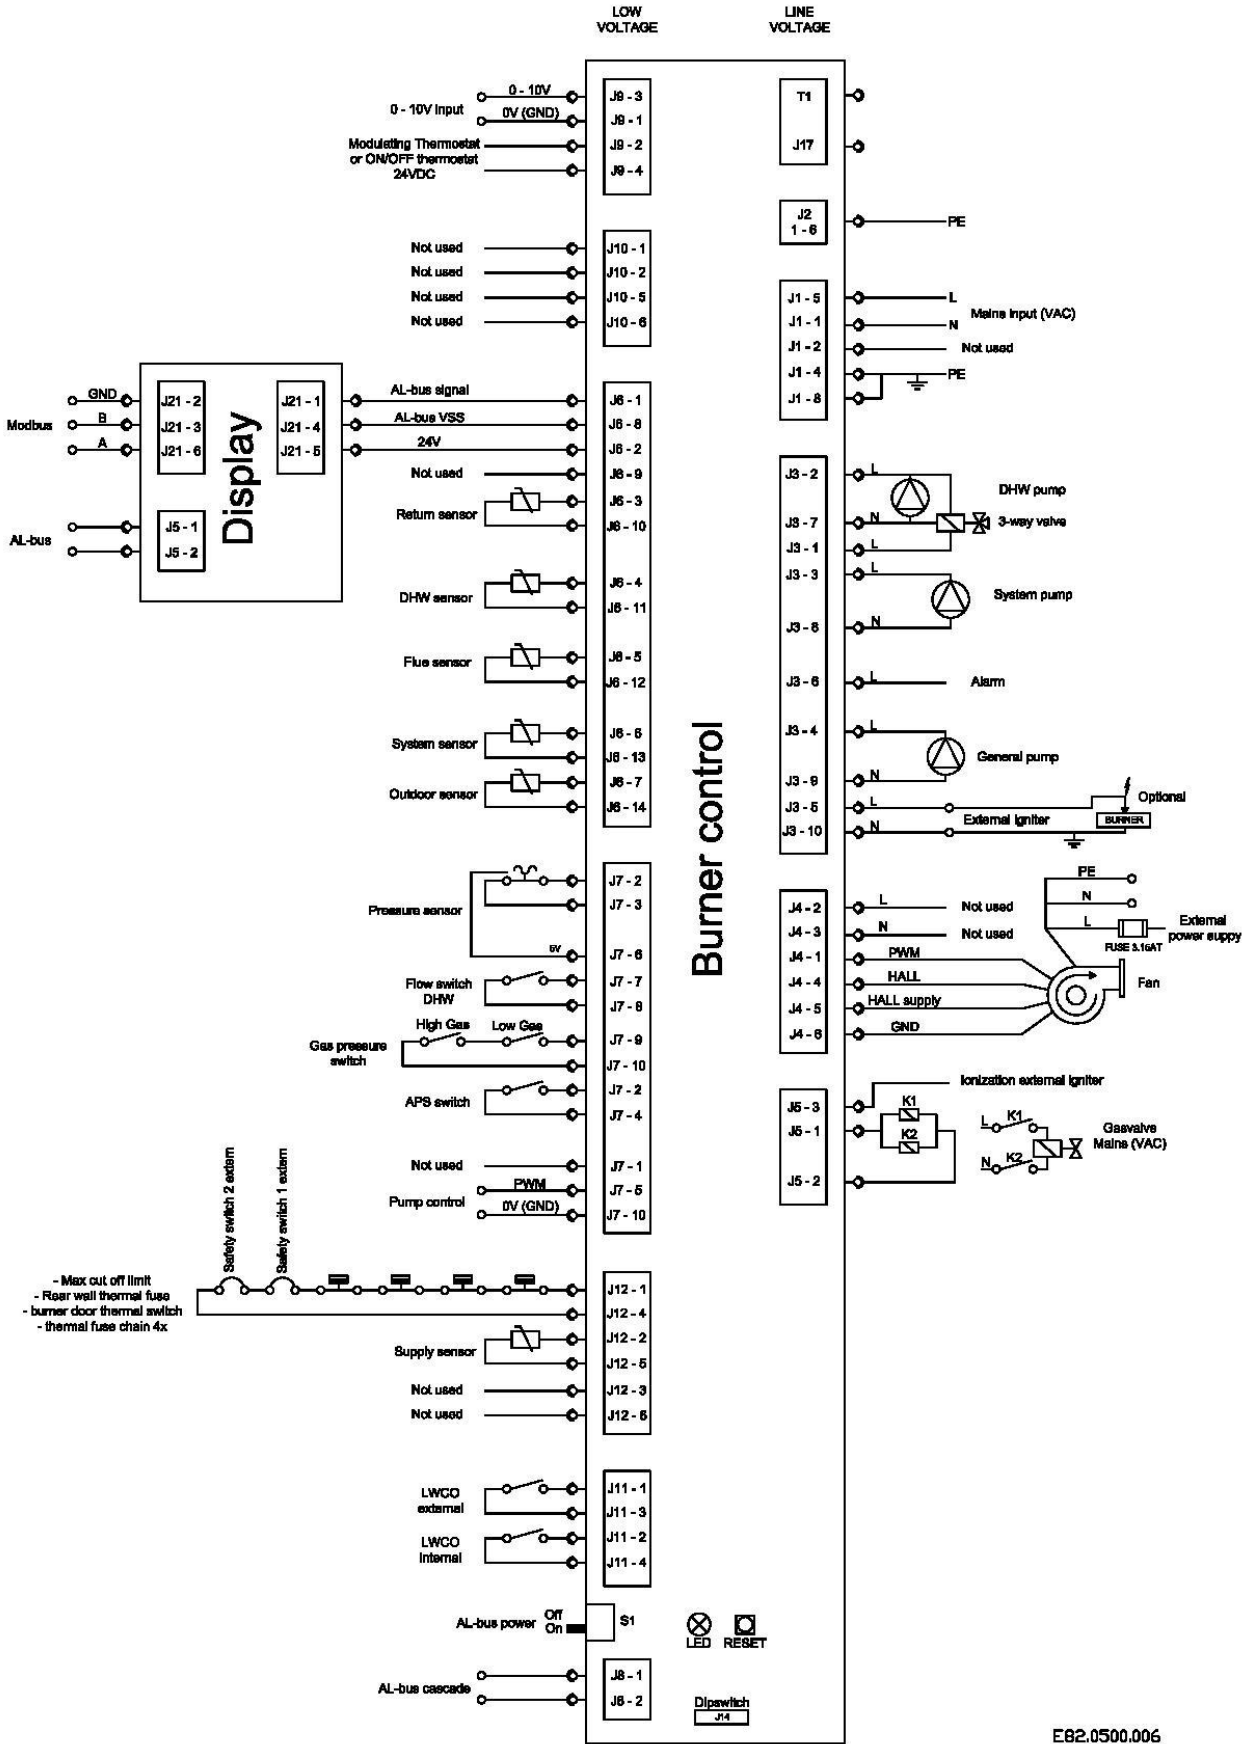 LOW
VOLTAGE
LINE
VOLTAGE
0 - 10V Input
0 - 10V
0V (GND)
Modulating Thermostat
or ON/OFF thermostat
24VDC
J9 - 3
J9 - 1
J9 - 2
J9 - 4
Not used
Not used
Not used
Not used
J10 - 1
J10 - 2
J10 - 5
J10 - 6
Modbus
GND
B
A
AL-bus
J21 - 2
J21 - 3
J21 - 6
J5 - 1
J5 - 2
Display
J21 - 1
J21 - 4
J21 - 5
AL-bus signal
AL-bus VSS
24V
Not used
Return sensor
DHW sensor
Flue sensor
System sensor
Outdoor sensor
J6 - 1
J6 - 8
J6 - 2
J6 - 9
J6 - 3
J6 - 10
J6 - 4
J6 - 11
J6 - 5
J6 - 12
J6 - 6
J6 - 13
J6 - 7
J6 - 14
Pressure sensor
5V
Flow switch
DHW
High Gas
Low Gas
Gas pressure
switch
APS switch
Not used
Pump control
PWM
0V (GND)
J7 - 2
J7 - 3
J7 - 6
J7 - 7
J7 - 8
J7 - 9
J7 - 10
J7 - 2
J7 - 4
J7 - 1
J7 - 5
J7 - 10
Safety switch 2 extern
Safety switch 1 extern
- Max cut off limit
- Rear wall thermal fuse
- burner door thermal switch
- thermal fuse chain 4x
Supply sensor
Not used
Not used
J12 - 1
J12 - 4
J12 - 2
J12 - 5
J12 - 3
J12 - 6
LWCO
external
LWCO
Internal
J11 - 1
J11 - 3
J11 - 2
J11 - 4
AL-bus power
Off
On
S1
AL-bus cascade
J8 - 1
J8 - 2
Burner control
LED
RESET
Dipswitch
J14
T1
J17
J2
1 - 6
PE
J1 - 5
J1 - 1
J1 - 2
J1 - 4
J1 - 8
L
N
Mains Input (VAC)
Not used
PE
J3 - 2
J3 - 7
J3 - 1
J3 - 3
J3 - 8
J3 - 6
J3 - 4
J3 - 9
J3 - 5
J3 - 10
L
N
L
DHW pump
3-way valve
L
N
System pump
L
Alarm
L
N
General pump
L
N
External Igniter
Optional
BURNER
J4 - 2
J4 - 3
J4 - 1
J4 - 4
J4 - 5
J4 - 6
L
Not used
N
Not used
PWM
HALL
HALL supply
GND
PE
N
L
FUSE 3.16AT
External
power suppy
Fan
J5 - 3
J5 - 1
J5 - 2
Ionization external Igniter
K1
K2
L
K1
N
K2
Gasvalve
Mains (VAC)
E82.0500.006